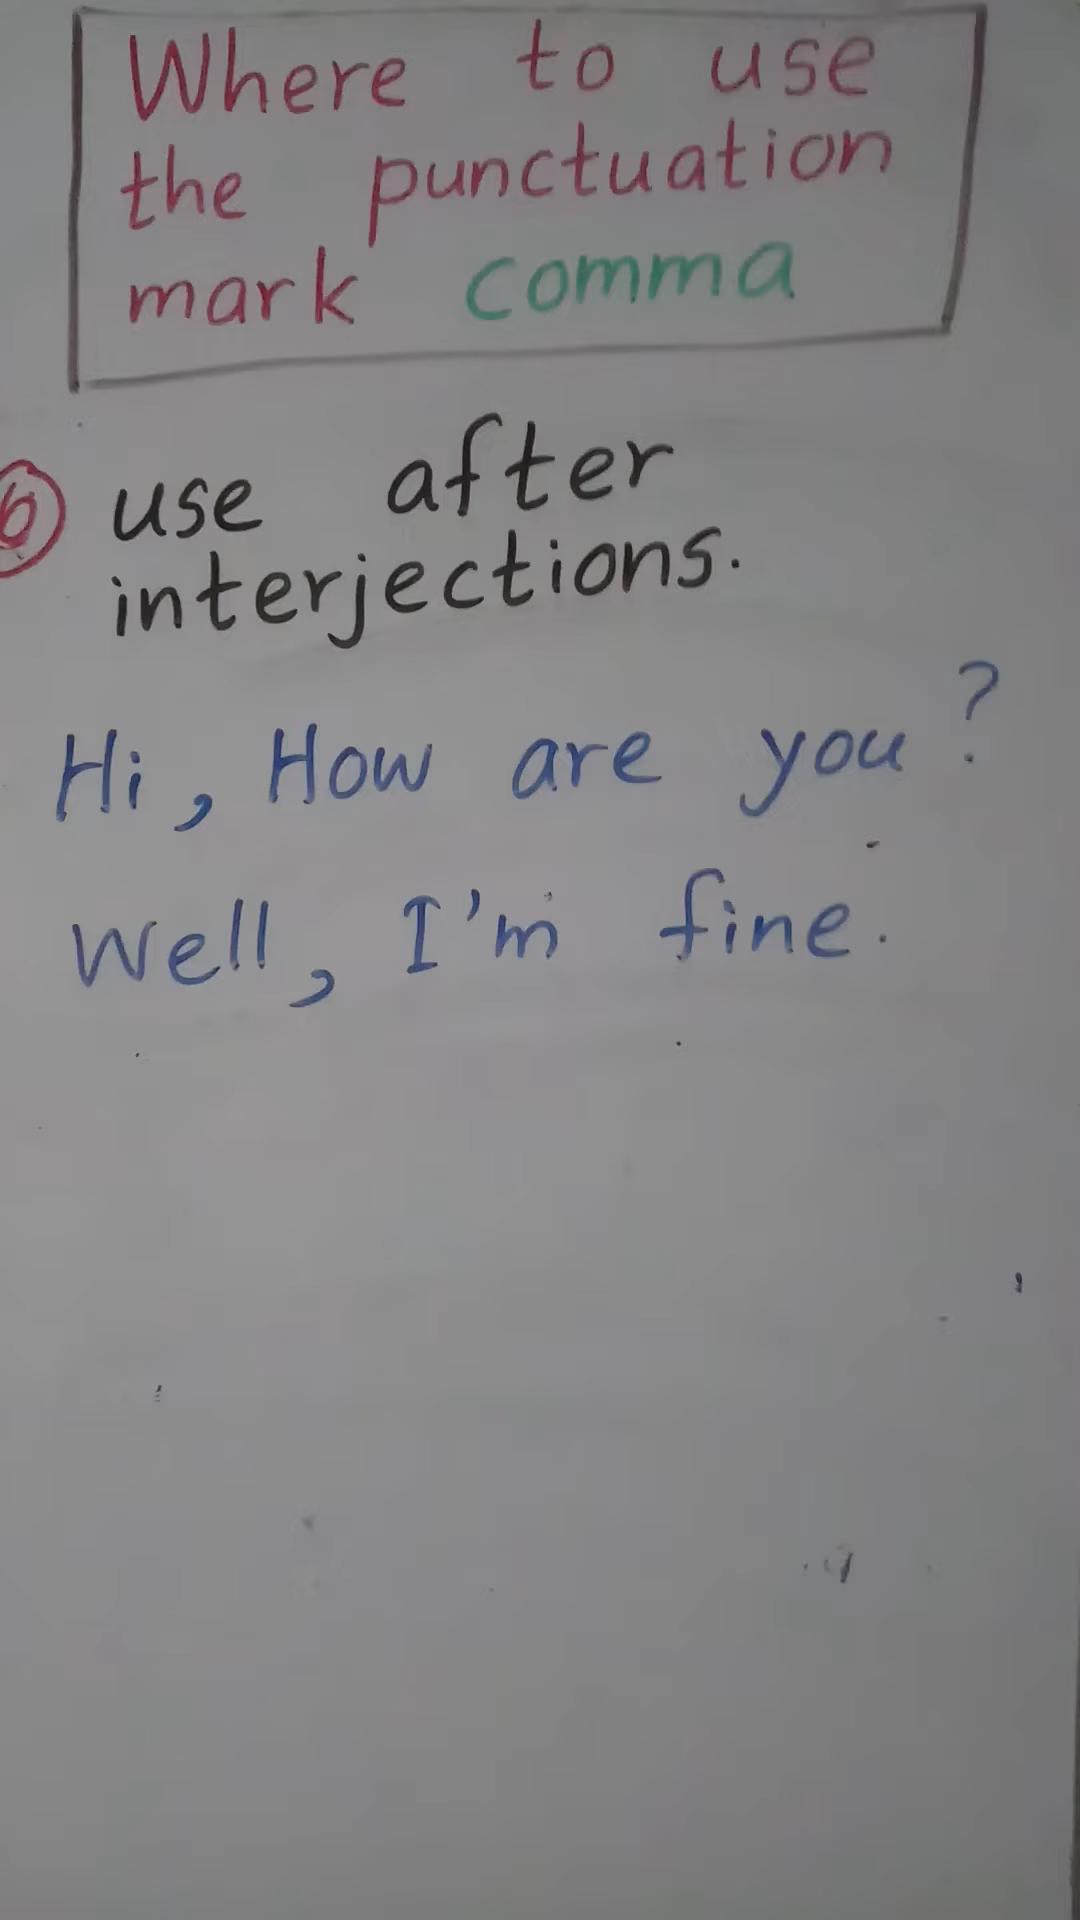 Where to use
the punctuation
mark comma
6 use after
interjections.
Hi, How are you?
Well, I'm fine.